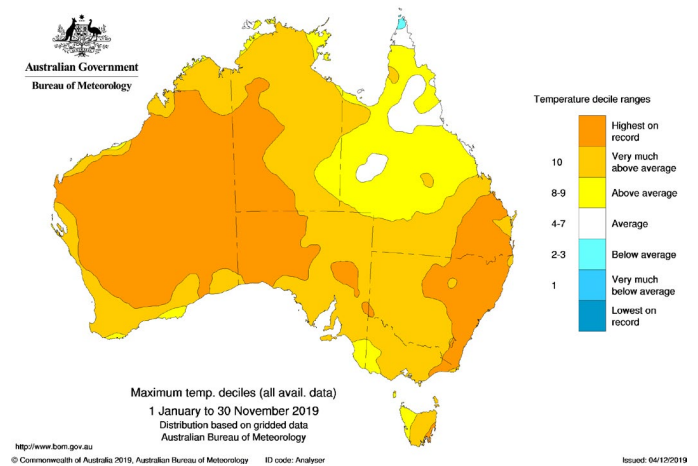 Australian Government
Bureau of Meteorology
Temperature decile ranges
Highest on
record
10
Very much
above average
8-9
Above average
4-7
Average
2-3
Below average
1
Very much
below average
Lowest on
record
Maximum temp. deciles (all avail. data)
1 January to 30 November 2019
Distribution based on gridded data
Australian Bureau of Meteorology
http://www.bom.gov.au
© Commonwealth of Australia 2019, Australian Bureau of Meteorology
ID code: Analyser
Issued: 04/12/2019